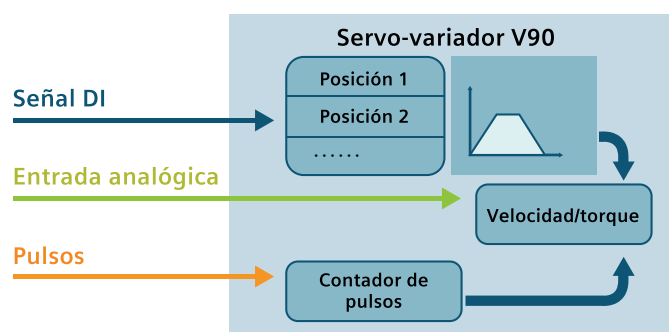 Servo-variador V90
Señal DI
Posición 1
Posición 2
......
Entrada analógica
Velocidad/torque
Pulsos
Contador de
pulsos